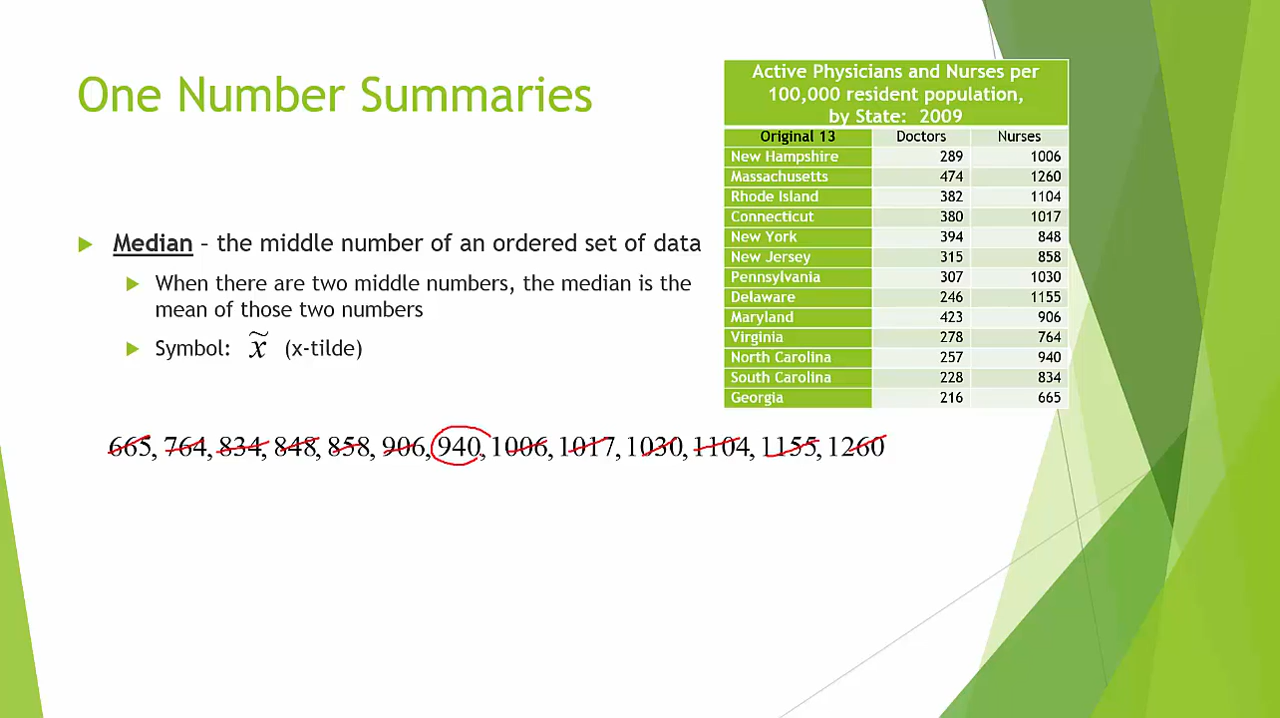 One Number Summaries
Median – the middle number of an ordered set of data
When there are two middle numbers, the median is the
mean of those two numbers
Symbol: x̃ (x-tilde)
Active Physicians and Nurses per
100,000 resident population,
by State: 2009
Original 13 Doctors Nurses
New Hampshire 289 1006
Massachusetts 474 1260
Rhode Island 382 1104
Connecticut 380 1017
New York 394 848
New Jersey 315 858
Pennsylvania 307 1030
Delaware 246 1155
Maryland 423 906
Virginia 278 764
North Carolina 257 940
South Carolina 228 834
Georgia 216 665
665, 764, 834, 848, 858, 906, 940, 1006, 1017, 1030, 1104, 1155, 1260